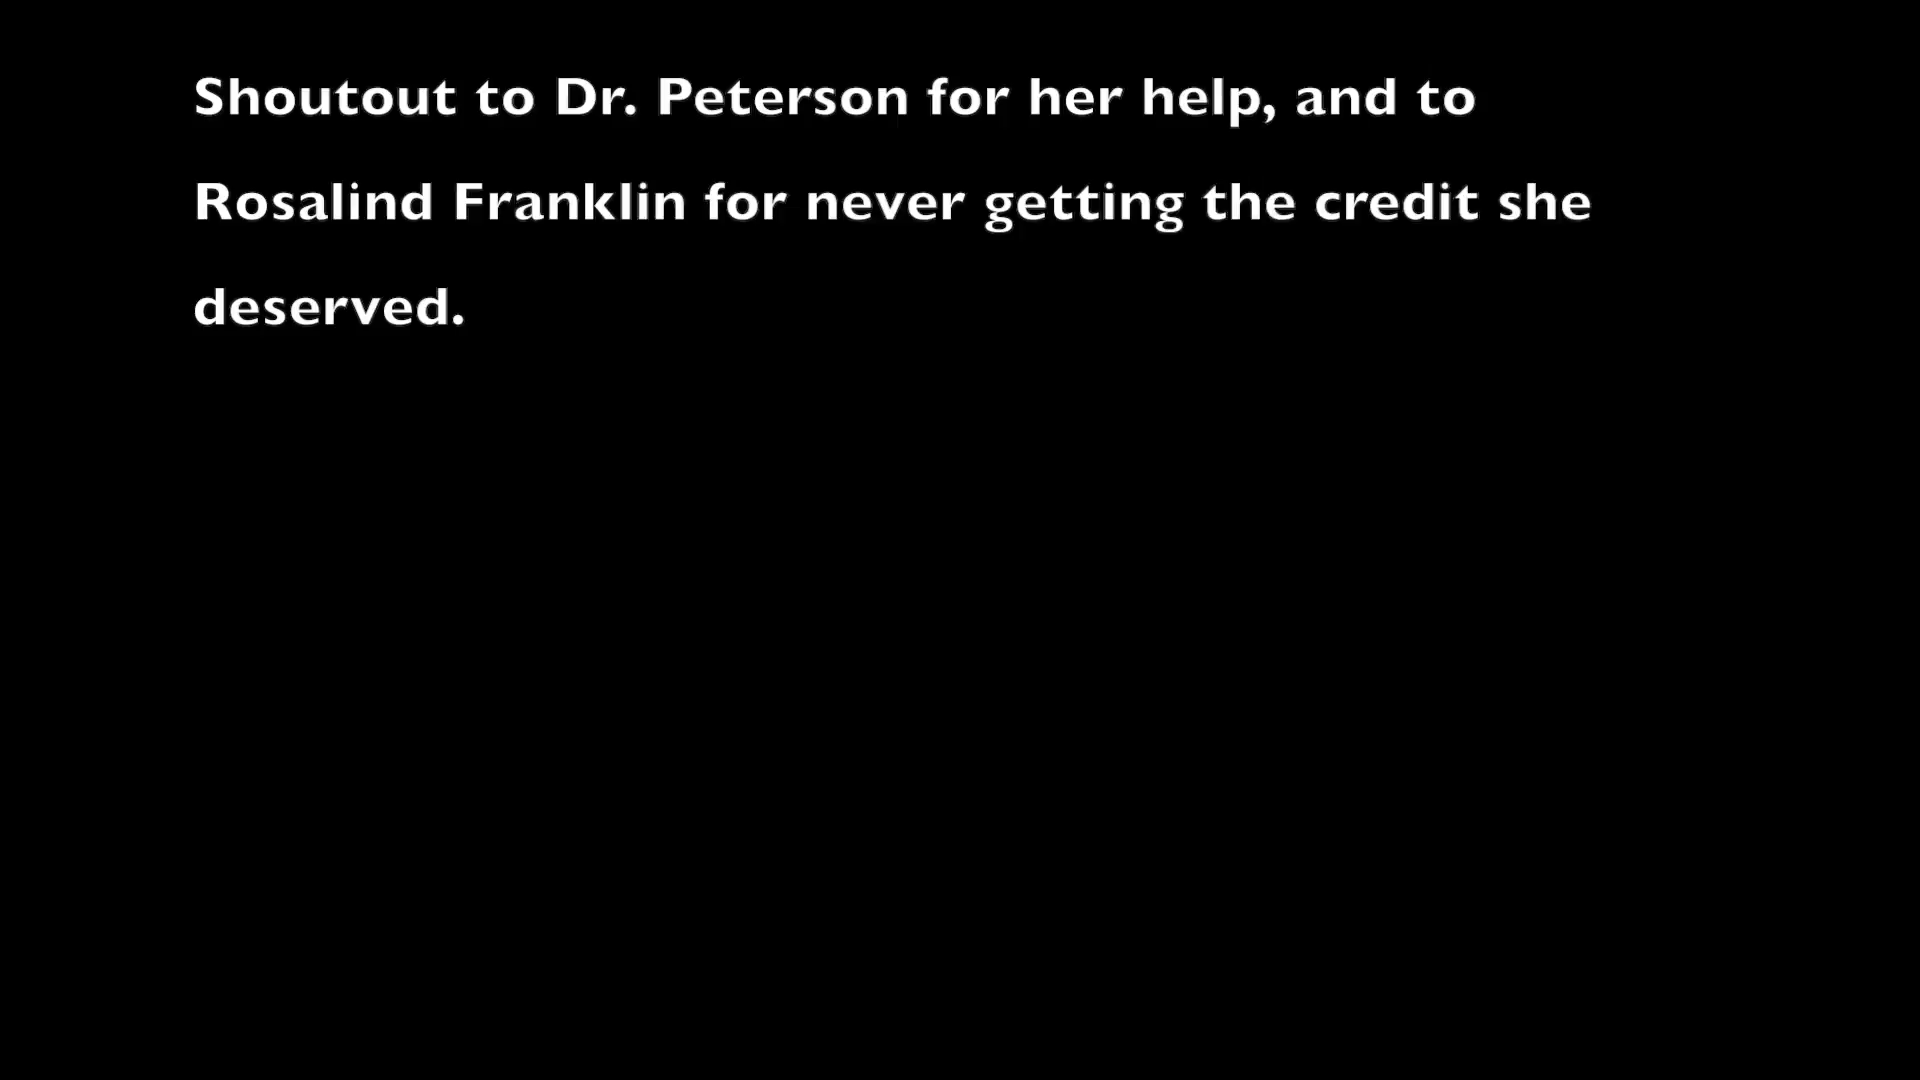 Shoutout to Dr. Peterson for her help, and to
Rosalind Franklin for never getting the credit she
deserved.